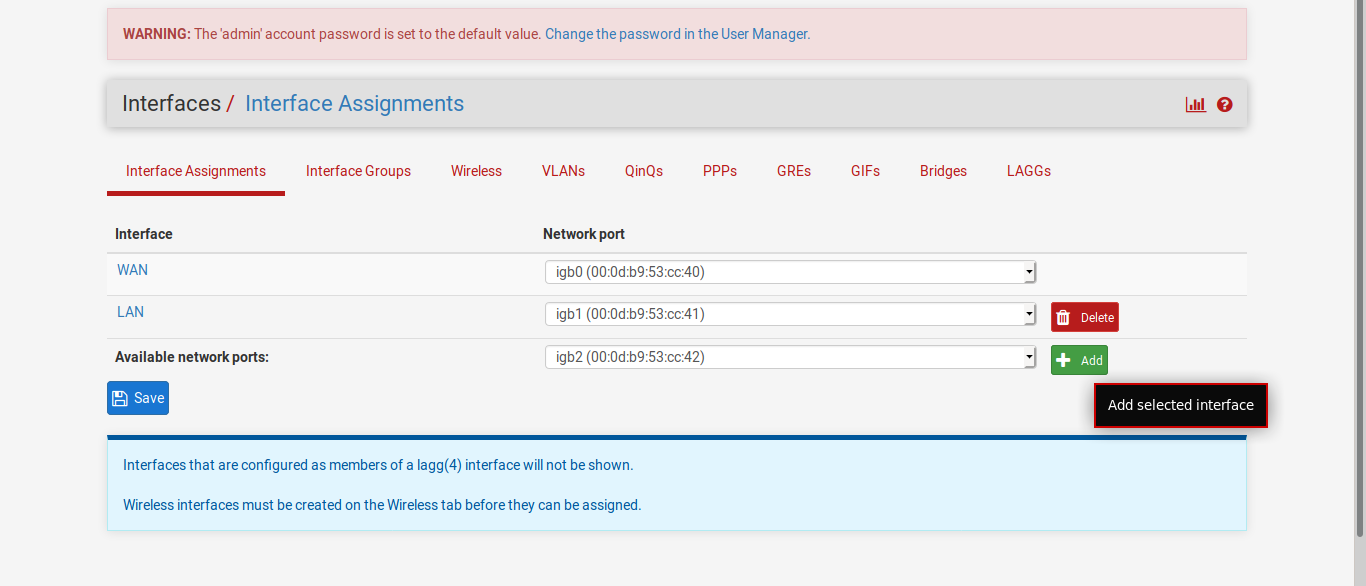 WARNING: The 'admin' account password is set to the default value. Change the password in the User Manager.
Interfaces / Interface Assignments
Interface Assignments Interface Groups Wireless VLANs QinQs PPPs GREs GIFs Bridges LAGGs
Interface Network port
WAN igb0 (00:0d:b9:53:cc:40)
LAN igb1 (00:0d:b9:53:cc:41) Delete
Available network ports: igb2 (00:0d:b9:53:cc:42) Add
Save
Add selected interface
Interfaces that are configured as members of a lagg(4) interface will not be shown.
Wireless interfaces must be created on the Wireless tab before they can be assigned.